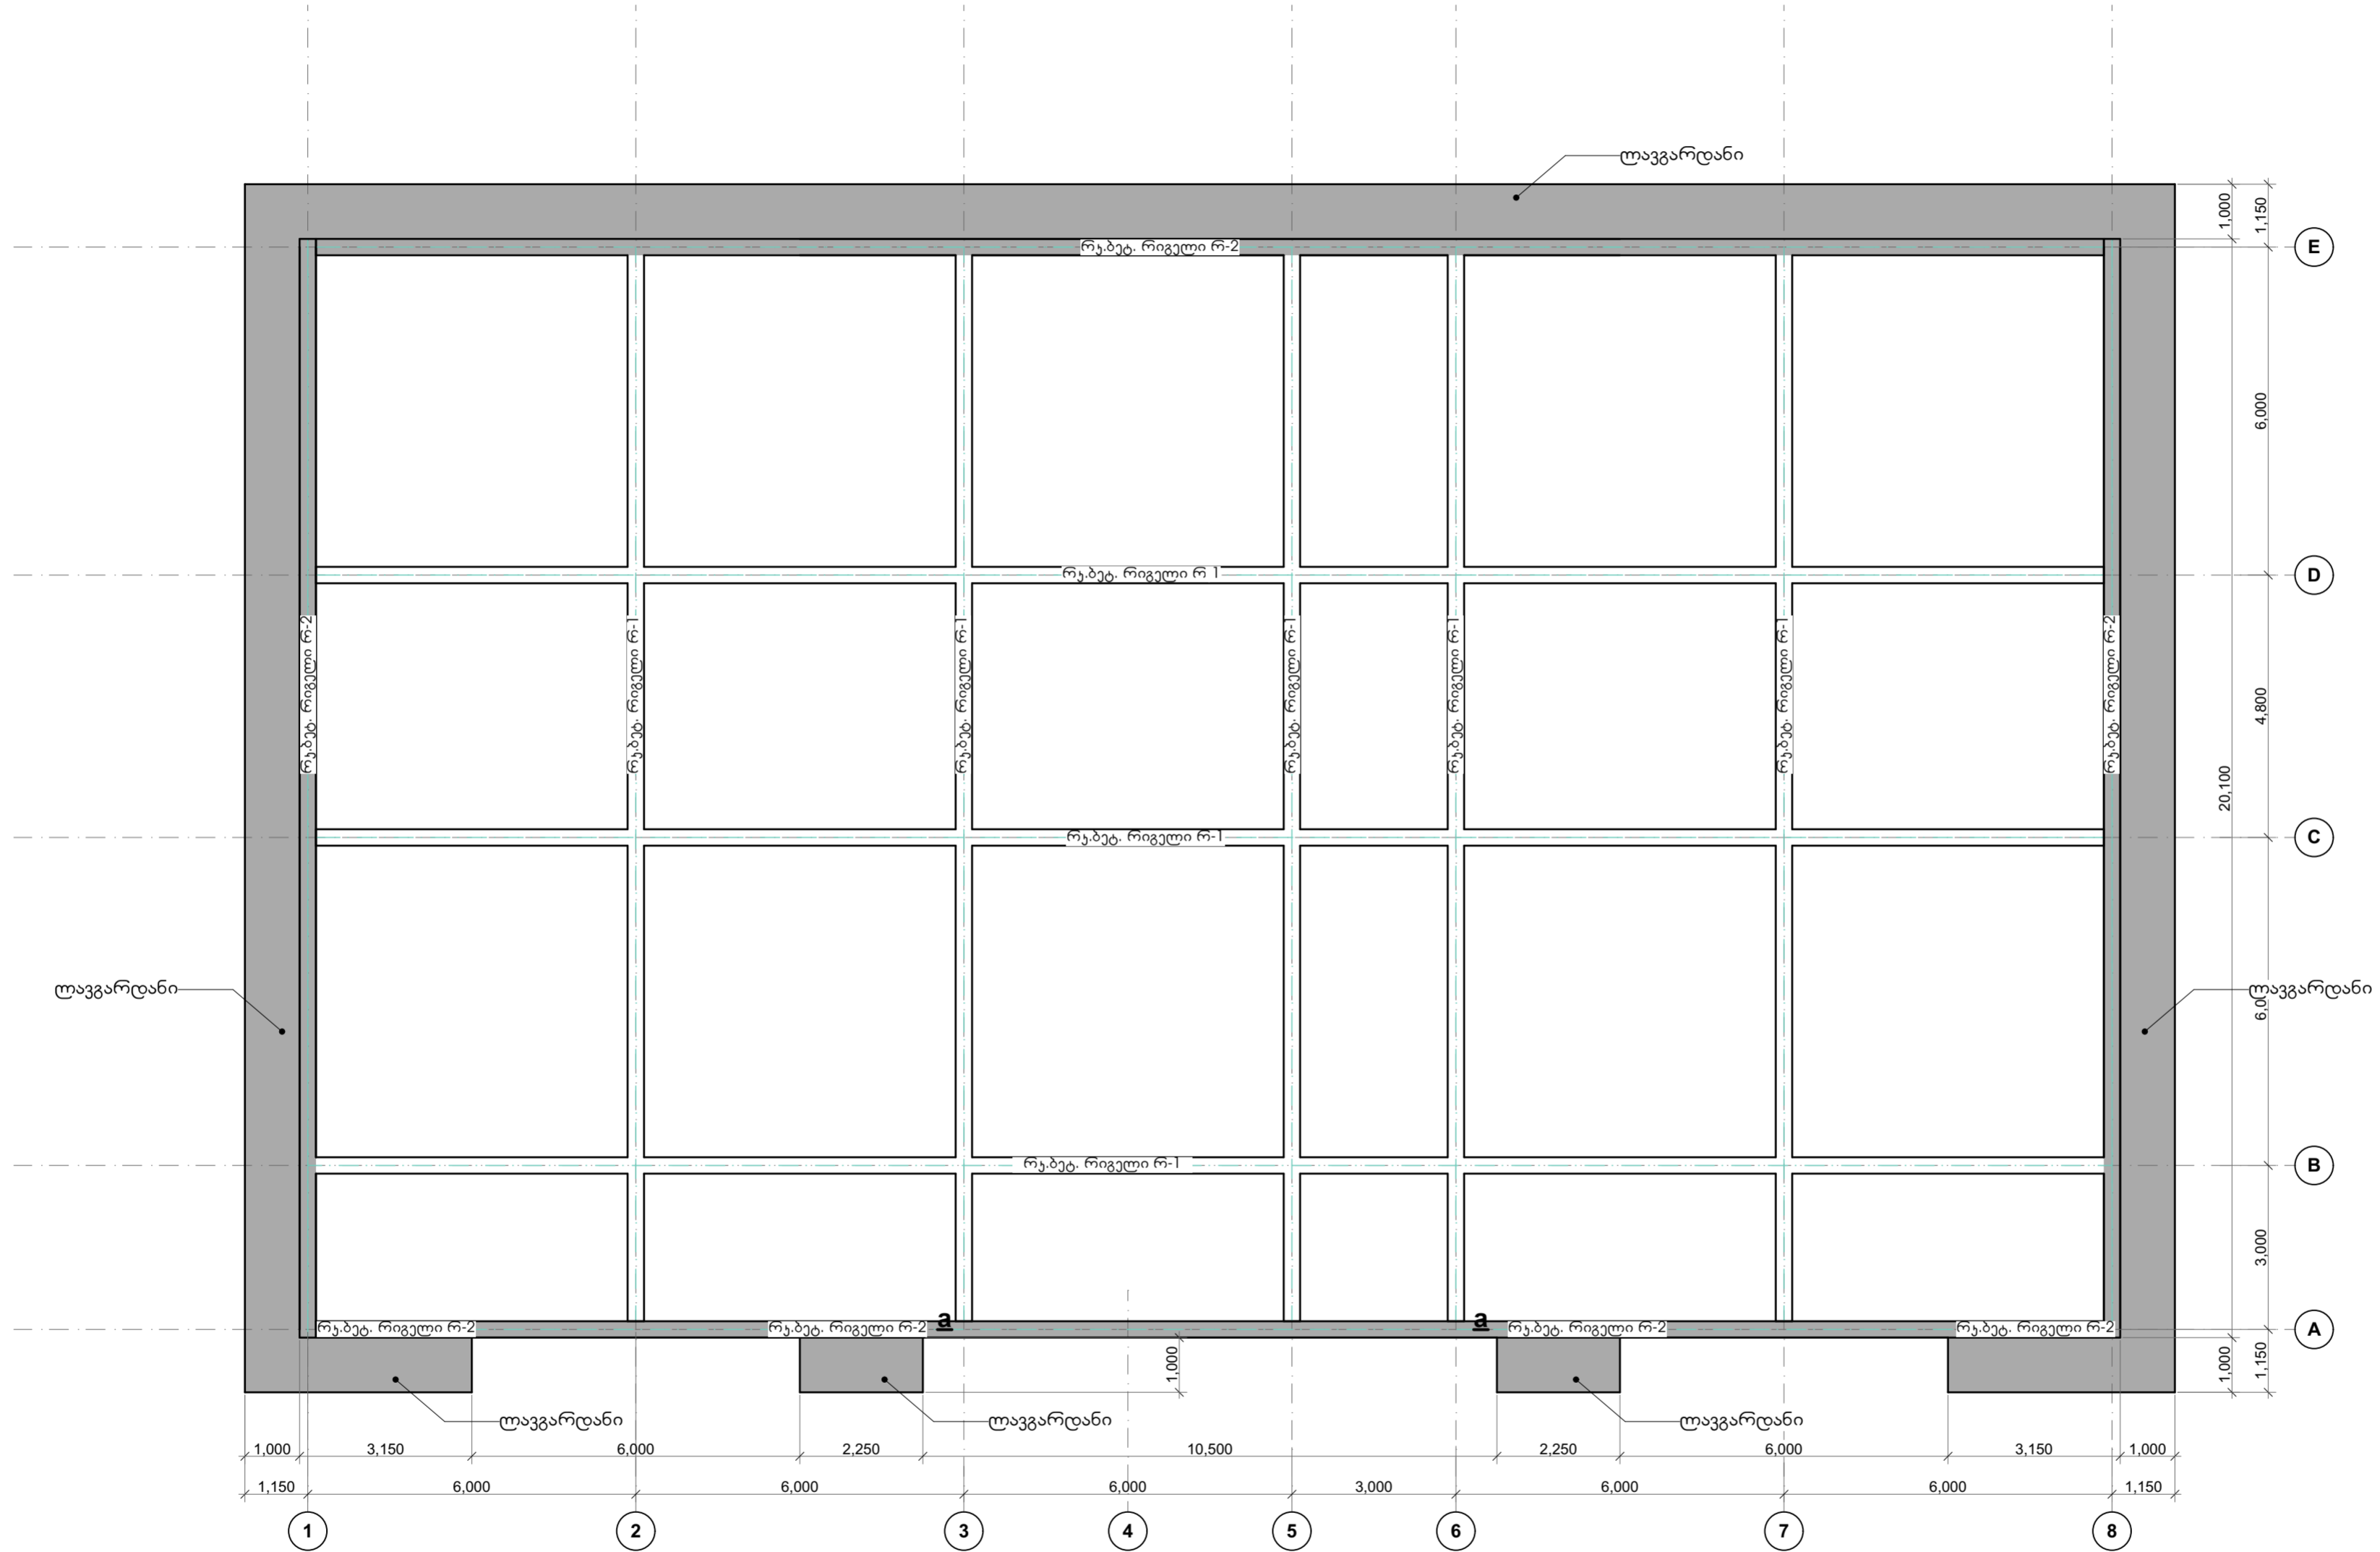 ლავგარდანი
1,000
1,150
რკ.ბეტ. რიგელი რ-2
E
6,000
რკ.ბეტ. რიგელი რ 1
D
რკ.ბეტ. რიგელი რ-2
რკ.ბეტ. რიგელი რ-1
რკ.ბეტ. რიგელი რ-1
რკ.ბეტ. რიგელი რ-1
რკ.ბეტ. რიგელი რ-1
რკ.ბეტ. რიგელი რ-1
რკ.ბეტ. რიგელი რ-2
4,800
20,100
რკ.ბეტ. რიგელი რ-1
C
ლავგარდანი
ლავგარდანი
რკ.ბეტ. რიგელი რ-1
B
3,000
a
a
რკ.ბეტ. რიგელი რ-2
რკ.ბეტ. რიგელი რ-2
რკ.ბეტ. რიგელი რ-2
რკ.ბეტ. რიგელი რ-2
A
1,000
1,000
1,150
ლავგარდანი
ლავგარდანი
ლავგარდანი
1,000
3,150
6,000
2,250
10,500
2,250
6,000
3,150
1,000
1,150
6,000
6,000
6,000
3,000
6,000
6,000
1,150
1
2
3
4
5
6
7
8